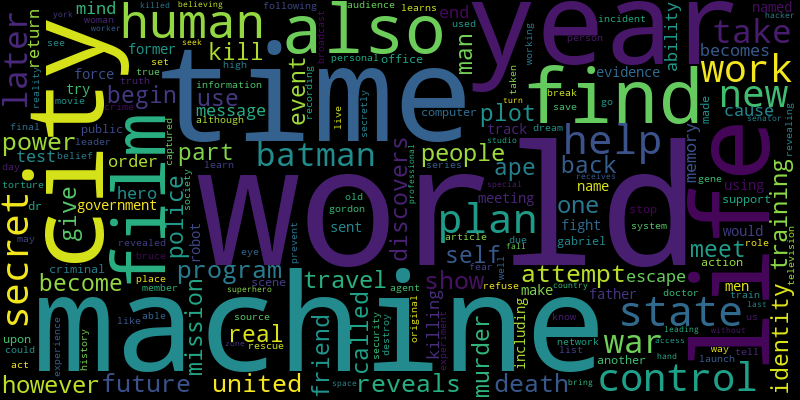 world
machine
time
year
city
life
film
find
also
human
plan
state
control
war
work
new
take
help
batman
secret
later
begin
use
kill
man
event
message
power
people
ape
one
back
plot
part
order
police
program
travel
become
however
future
united
real
mission
friend
called
reveals
death
murder
killing
show
self
discovers
attempt
escape
meet
identity
training
memory
ability
evidence
becomes
cause
mind
return
former
hero
give
test
government
robot
including
name
fight
gabriel
meeting
track
end
named
using
would
support
action
men
father
doctor
another
make
sent
criminal
public
force
try
information
computer
office
personal
audience
learns
incident
following
believing
killed
woman
worker
york
see
movie
set
true
high
truth
crime
although
live
secretly
recording
broadcast
reality
could
upon
act
final
belief
leader
day
torture
dr
may
captured
society
learn
old
gordon
series
professional
article
due
fall
fear
well
special
refuse
receives
stop
system
know
country
experiment
original
agent
security
destroy
network
list
access
hand
bring
launch
way
tell
us
without
last
train
leading
role
television
revealing
gene
made
senator
hacker
go
save
break
turn
taken
working
person
seek
used
dream
studio
revealed
bruce
place
member
like
able
experience
history
source
rescue
superhero
scene
eye
prevent
zone
space